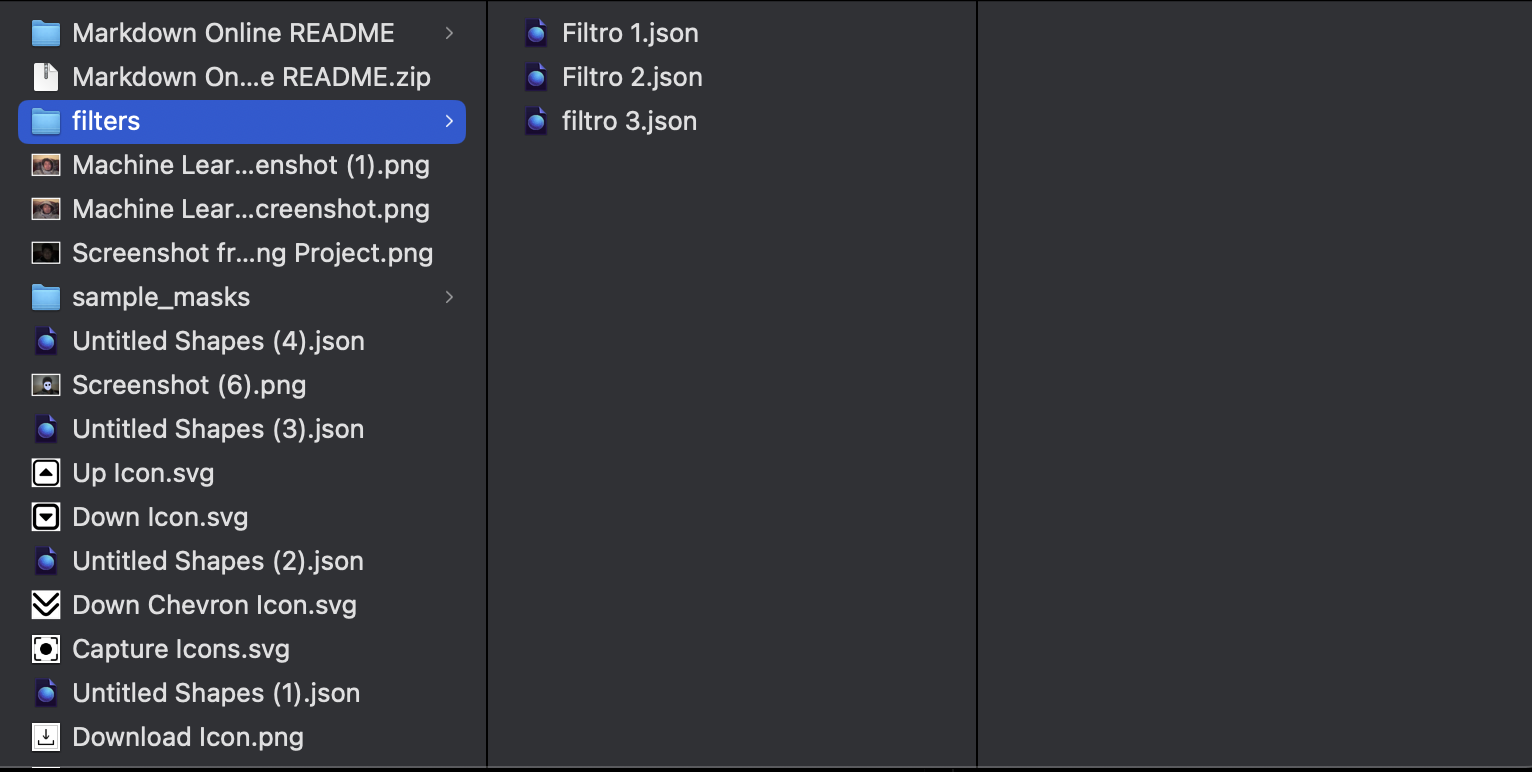 Markdown Online README
Markdown On...e README.zip
filters
Machine Lear...enshot (1).png
Machine Lear...creenshot.png
Screenshot fr...ng Project.png
sample_masks
Untitled Shapes (4).json
Screenshot (6).png
Untitled Shapes (3).json
Up Icon.svg
Down Icon.svg
Untitled Shapes (2).json
Down Chevron Icon.svg
Capture Icons.svg
Untitled Shapes (1).json
Download Icon.png
Filtro 1.json
Filtro 2.json
filtro 3.json